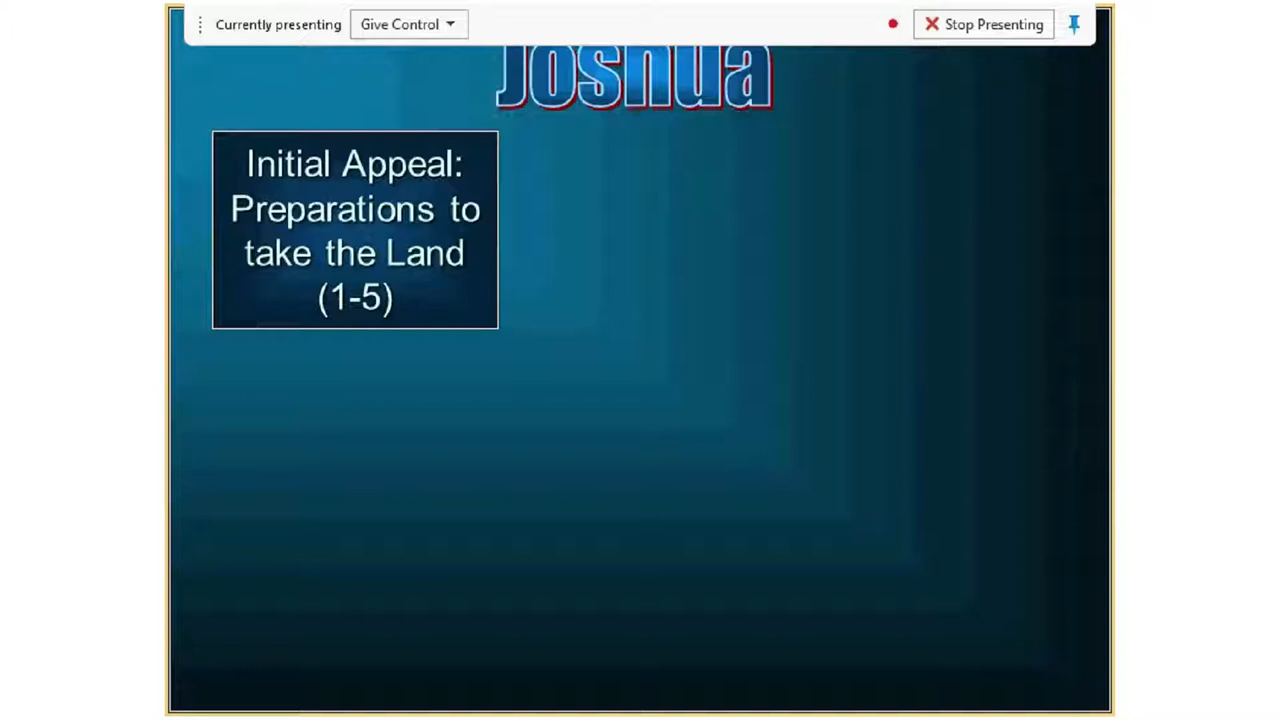 Currently presenting
Give Control
Stop Presenting
Joshua
Initial Appeal:
Preparations to
take the Land
(1-5)